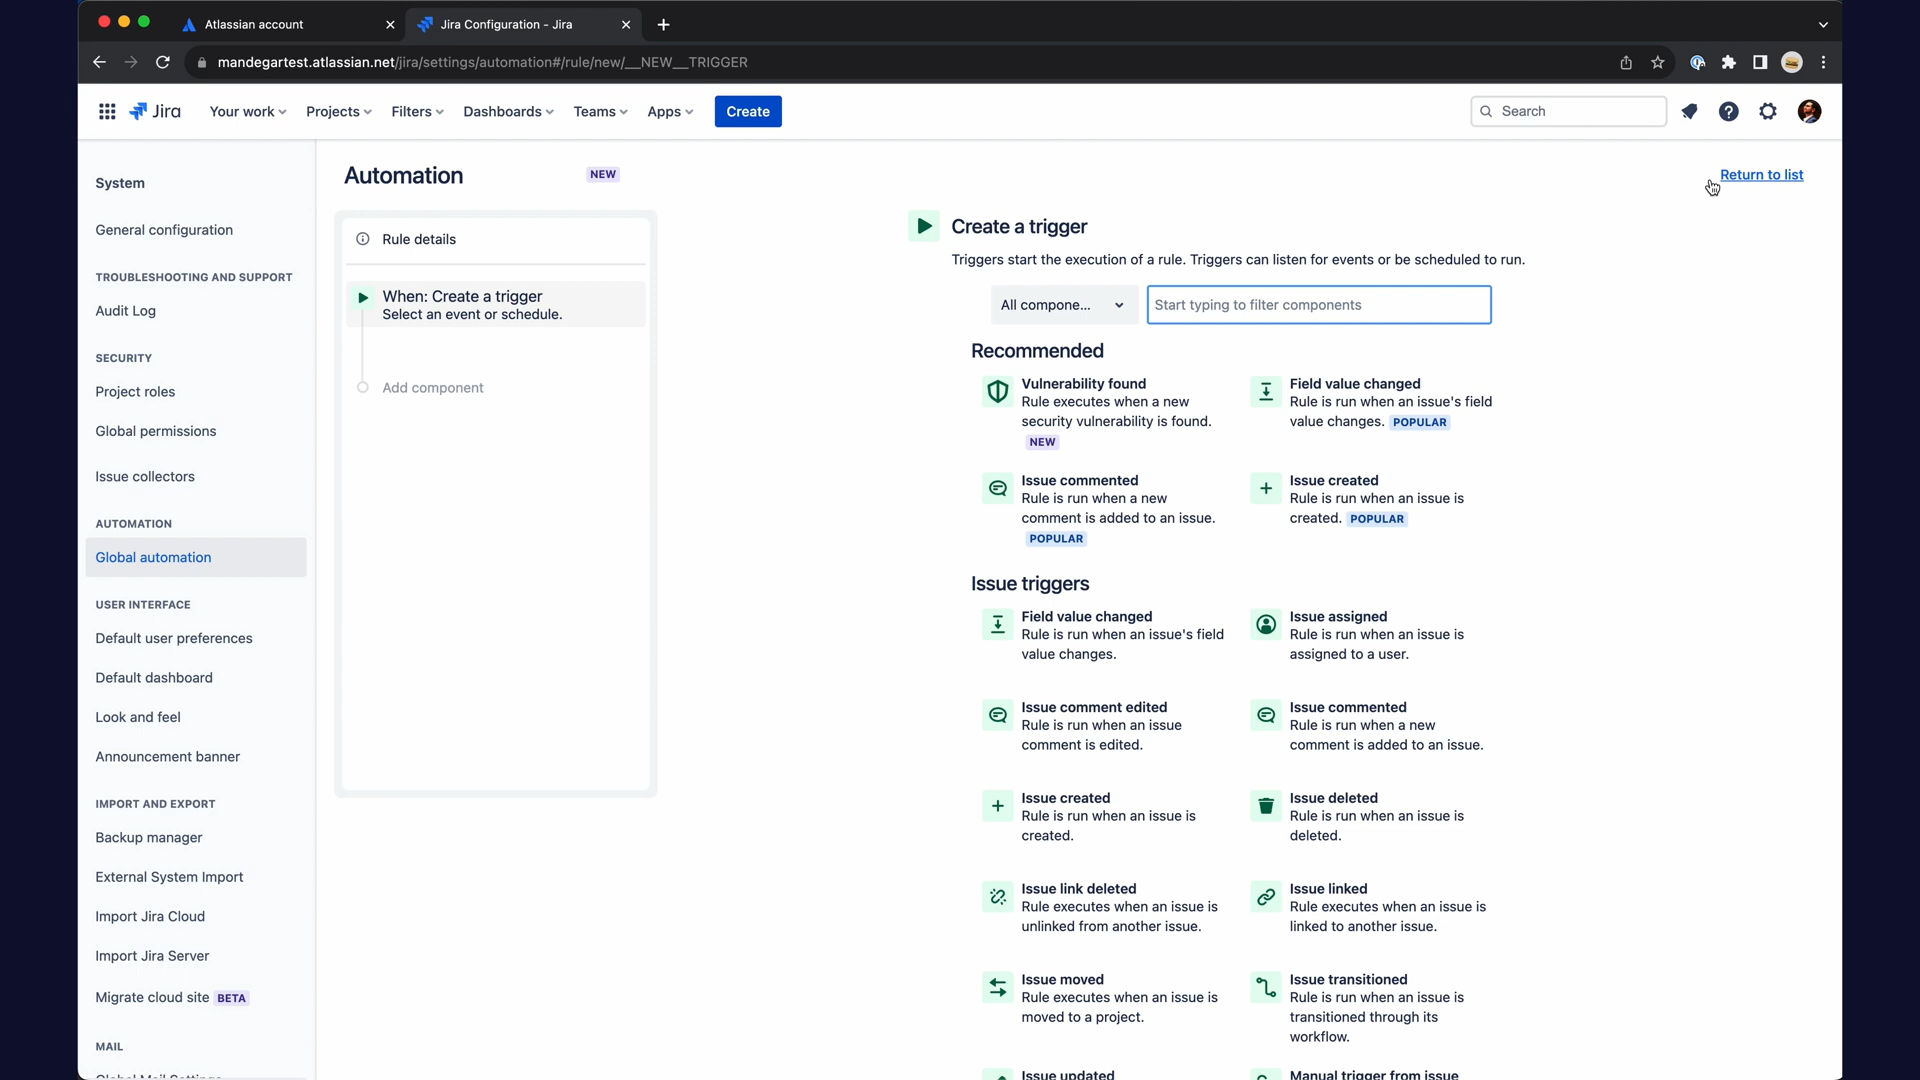 Atlassian account
Jira Configuration - Jira
mandegartest.atlassian.net/jira/settings/automation#/rule/new/__NEW__TRIGGER
Jira
Your work
Projects
Filters
Dashboards
Teams
Apps
Create
Search
System
General configuration
TROUBLESHOOTING AND SUPPORT
Audit Log
SECURITY
Project roles
Global permissions
Issue collectors
AUTOMATION
Global automation
USER INTERFACE
Default user preferences
Default dashboard
Look and feel
Announcement banner
IMPORT AND EXPORT
Backup manager
External System Import
Import Jira Cloud
Import Jira Server
Migrate cloud site BETA
MAIL
Global Mail Settings
Automation
NEW
Return to list
Rule details
When: Create a trigger
Select an event or schedule.
Add component
Create a trigger
Triggers start the execution of a rule. Triggers can listen for events or be scheduled to run.
All compone...
Start typing to filter components
Recommended
Vulnerability found
Rule executes when a new
security vulnerability is found.
NEW
Field value changed
Rule is run when an issue's field
value changes. POPULAR
Issue commented
Rule is run when a new
comment is added to an issue.
POPULAR
Issue created
Rule is run when an issue is
created. POPULAR
Issue triggers
Field value changed
Rule is run when an issue's field
value changes.
Issue assigned
Rule is run when an issue is
assigned to a user.
Issue comment edited
Rule is run when an issue
comment is edited.
Issue commented
Rule is run when a new
comment is added to an issue.
Issue created
Rule is run when an issue is
created.
Issue deleted
Rule is run when an issue is
deleted.
Issue link deleted
Rule executes when an issue is
unlinked from another issue.
Issue linked
Rule executes when an issue is
linked to another issue.
Issue moved
Rule executes when an issue is
moved to a project.
Issue transitioned
Rule is run when an issue is
transitioned through its
workflow.
Issue updated
Manual trigger from issue